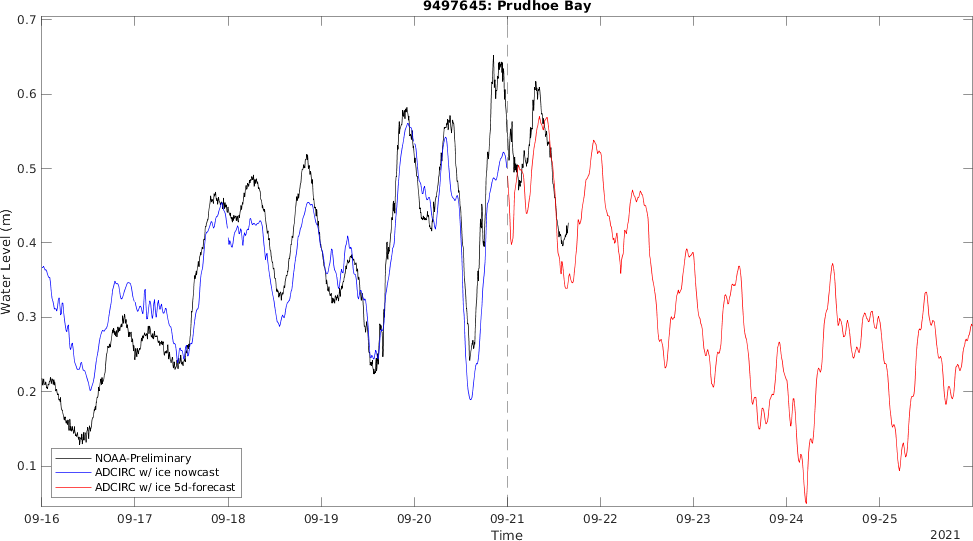 9497645: Prudhoe Bay
0.7
0.6
0.5
0.4
0.3
0.2
0.1
Water Level (m)
NOAA-Preliminary
ADCIRC w/ ice nowcast
ADCIRC w/ ice 5d-forecast
09-16 09-17 09-18 09-19 09-20 09-21 09-22 09-23 09-24 09-25
Time
2021